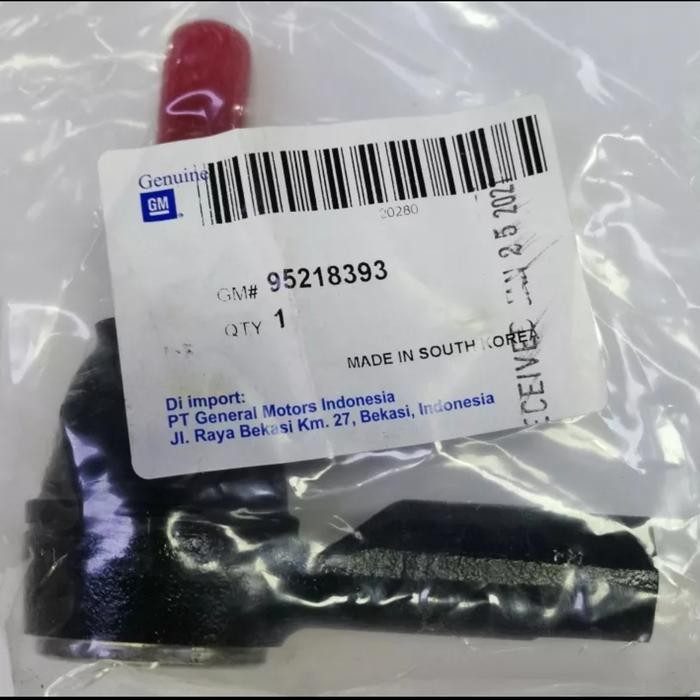 Genuine
GM
20280
GM# 95218393
QTY 1
MADE IN SOUTH KOREA
Di import:
PT General Motors Indonesia
Jl. Raya Bekasi Km. 27, Bekasi, Indonesia
25